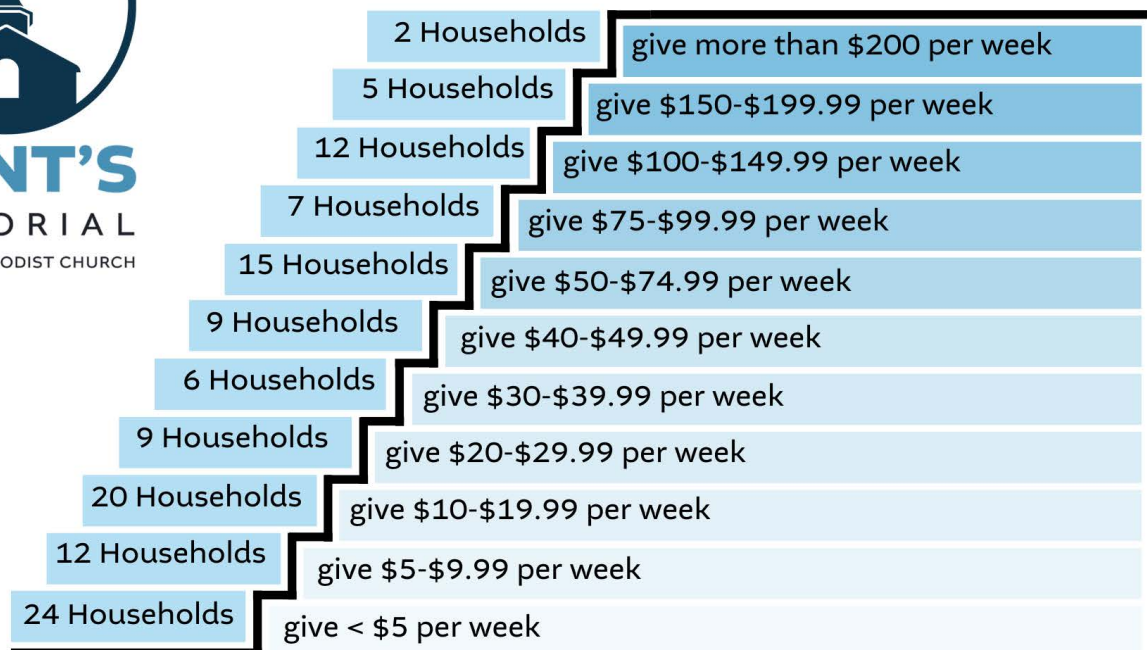 2 Households give more than $200 per week
5 Households give $150-$199.99 per week
12 Households give $100-$149.99 per week
7 Households give $75-$99.99 per week
15 Households give $50-$74.99 per week
9 Households give $40-$49.99 per week
6 Households give $30-$39.99 per week
9 Households give $20-$29.99 per week
20 Households give $10-$19.99 per week
12 Households give $5-$9.99 per week
24 Households give < $5 per week
NT'S
ORIAL
ODIST CHURCH